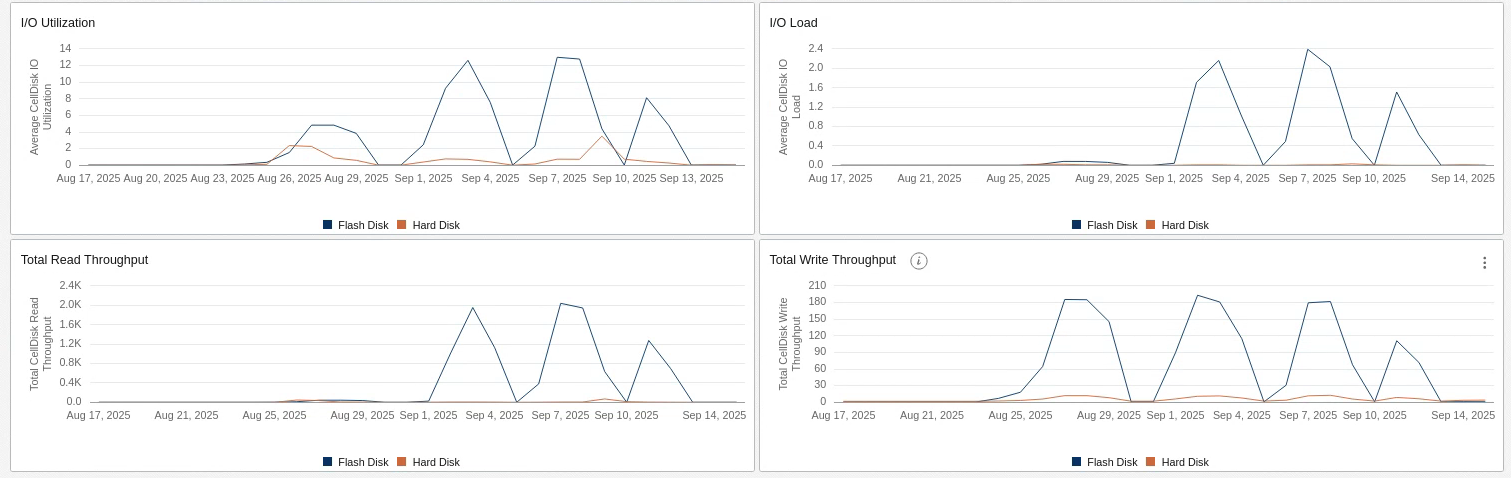 I/O Utilization
Average CellDisk IO
Utilization
14
12
10
8
6
4
2
0
Aug 17, 2025 Aug 20, 2025 Aug 23, 2025 Aug 26, 2025 Aug 29, 2025 Sep 1, 2025 Sep 4, 2025 Sep 7, 2025 Sep 10, 2025 Sep 13, 2025
Flash Disk Hard Disk
I/O Load
Average CellDisk IO
Load
2.4
2.0
1.6
1.2
0.8
0.4
0.0
Aug 17, 2025 Aug 21, 2025 Aug 25, 2025 Aug 29, 2025 Sep 1, 2025 Sep 4, 2025 Sep 7, 2025 Sep 10, 2025 Sep 14, 2025
Flash Disk Hard Disk
Total Read Throughput
Total CellDisk Read
Throughput
2.4K
2.0K
1.6K
1.2K
0.8K
0.4K
0.0
Aug 17, 2025 Aug 21, 2025 Aug 25, 2025 Aug 29, 2025 Sep 1, 2025 Sep 4, 2025 Sep 7, 2025 Sep 10, 2025 Sep 14, 2025
Flash Disk Hard Disk
Total Write Throughput i
Total CellDisk Write
Throughput
210
180
150
120
90
60
30
0
Aug 17, 2025 Aug 21, 2025 Aug 25, 2025 Aug 29, 2025 Sep 1, 2025 Sep 4, 2025 Sep 7, 2025 Sep 10, 2025 Sep 14, 2025
Flash Disk Hard Disk